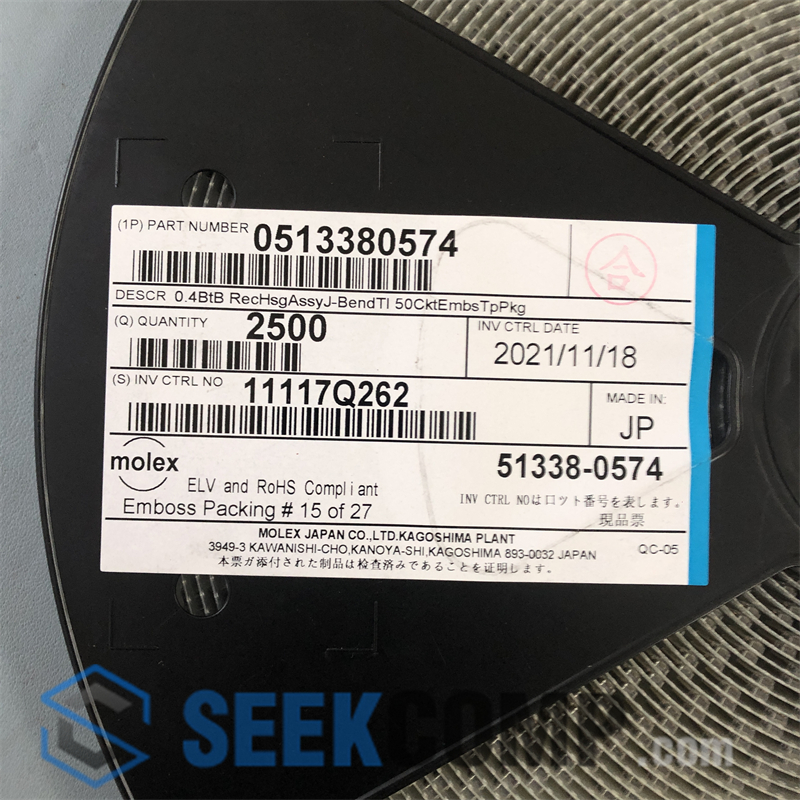 (1P) PART NUMBER 0513380574
合
DESCR 0.4BtB RecHsgAssyJ-BendTl 50CktEmbsTpPkg
(Q) QUANTITY 2500
INV CTRL DATE
2021/11/18
(S) INV CTRL NO 11117Q262
MADE IN:
JP
molex
51338-0574
ELV and RoHS Compliant
INV CTRL NOはロット番号を表します。
Emboss Packing # 15 of 27
現品票
MOLEX JAPAN CO.,LTD.KAGOSHIMA PLANT
3949-3 KAWANISHI-CHO,KANOYA-SHI,KAGOSHIMA 893-0032 JAPAN
QC-05
本票が添付された製品は検査済みであることを証明します。
SEEKCOMP.com